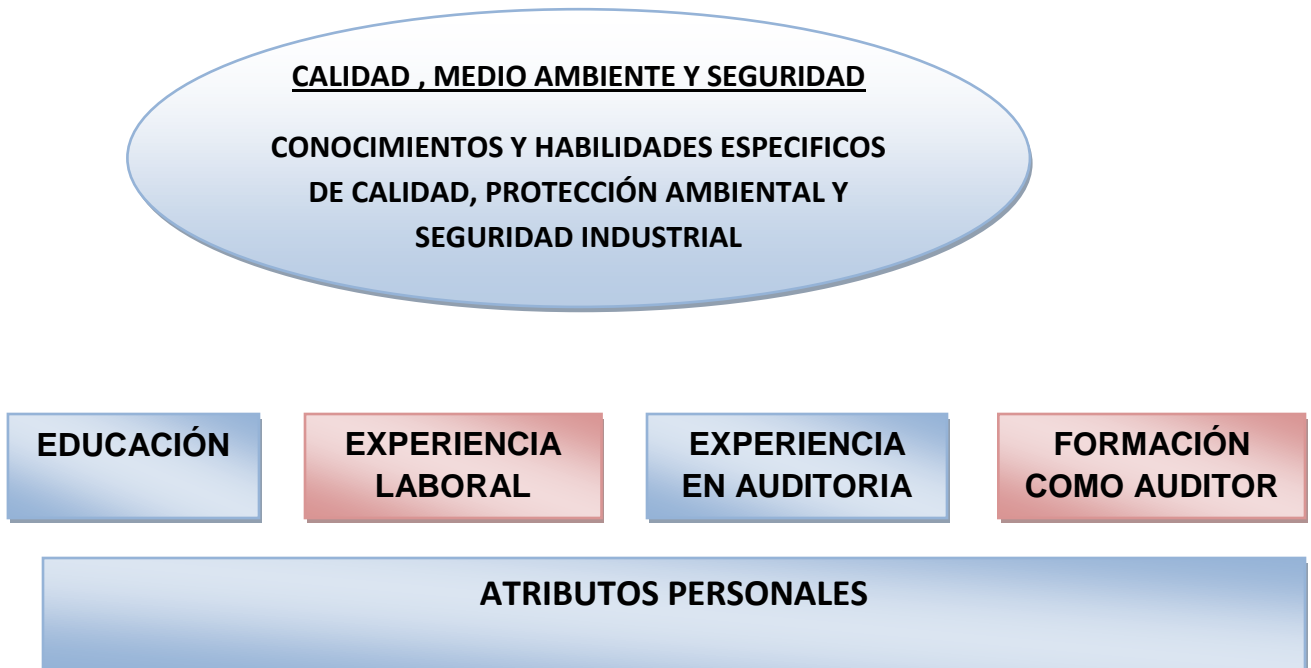 CALIDAD , MEDIO AMBIENTE Y SEGURIDAD
CONOCIMIENTOS Y HABILIDADES ESPECIFICOS
DE CALIDAD, PROTECCIÓN AMBIENTAL Y
SEGURIDAD INDUSTRIAL
EDUCACIÓN
EXPERIENCIA
LABORAL
EXPERIENCIA
EN AUDITORIA
FORMACIÓN
COMO AUDITOR
ATRIBUTOS PERSONALES